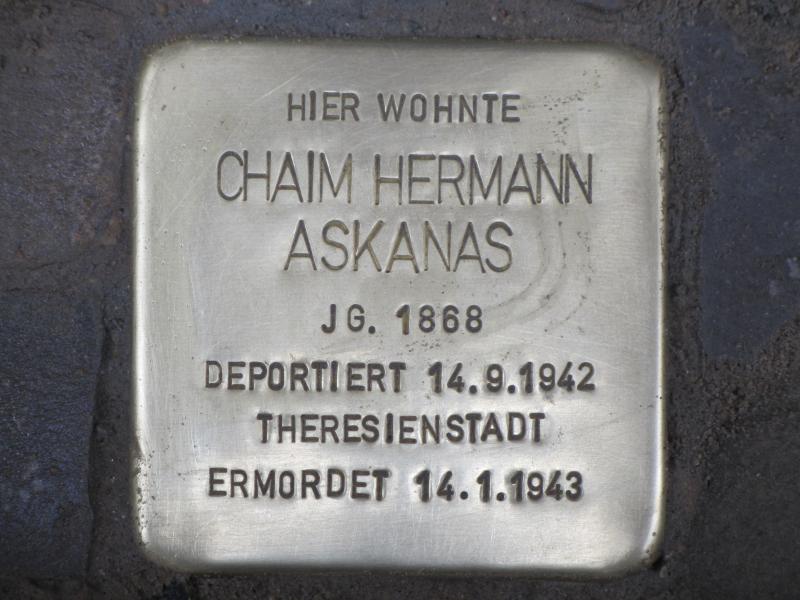 HIER WOHNTE
CHAIM HERMANN
ASKANAS
JG. 1868
DEPORTIERT 14.9.1942
THERESIENSTADT
ERMORDET 14.1.1943